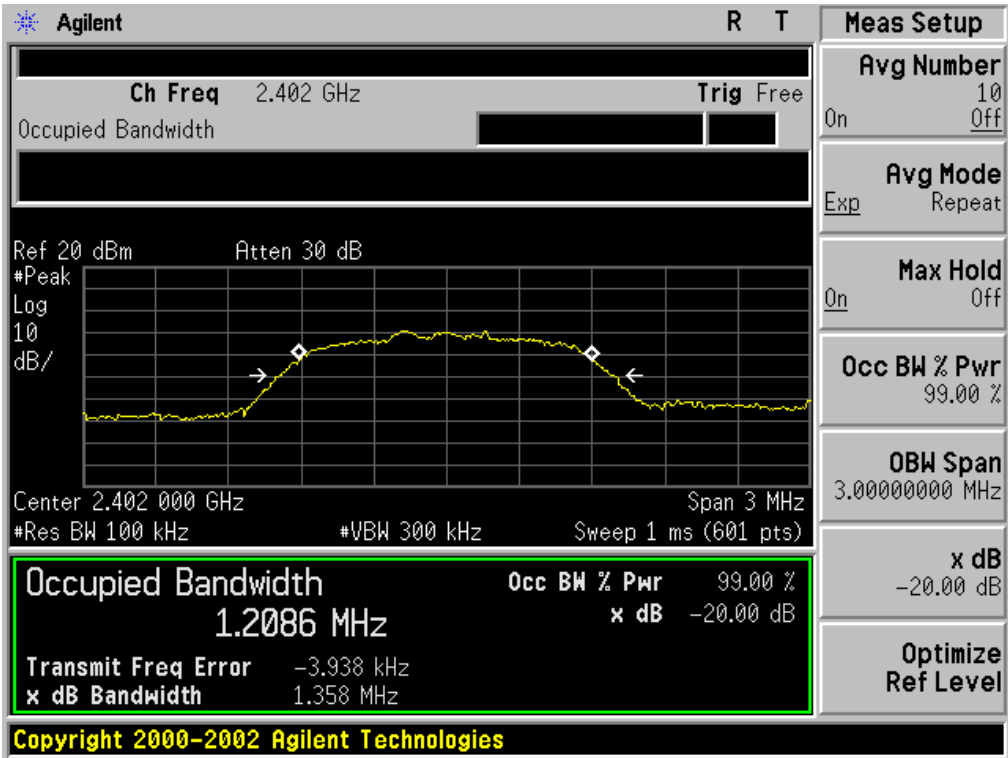 Agilent R T
Ch Freq 2.402 GHz Trig Free
Occupied Bandwidth
Ref 20 dBm Atten 30 dB
#Peak
Log
10
dB/
Center 2.402 000 GHz Span 3 MHz
#Res BW 100 kHz #VBW 300 kHz Sweep 1 ms (601 pts)
Occupied Bandwidth Occ BW % Pwr 99.00 %
1.2086 MHz x dB -20.00 dB
Transmit Freq Error -3.938 kHz
x dB Bandwidth 1.358 MHz
Copyright 2000-2002 Agilent Technologies
Meas Setup
Avg Number
10
On Off
Avg Mode
Exp Repeat
Max Hold
On Off
Occ BW % Pwr
99.00 %
OBW Span
3.00000000 MHz
x dB
-20.00 dB
Optimize
Ref Level